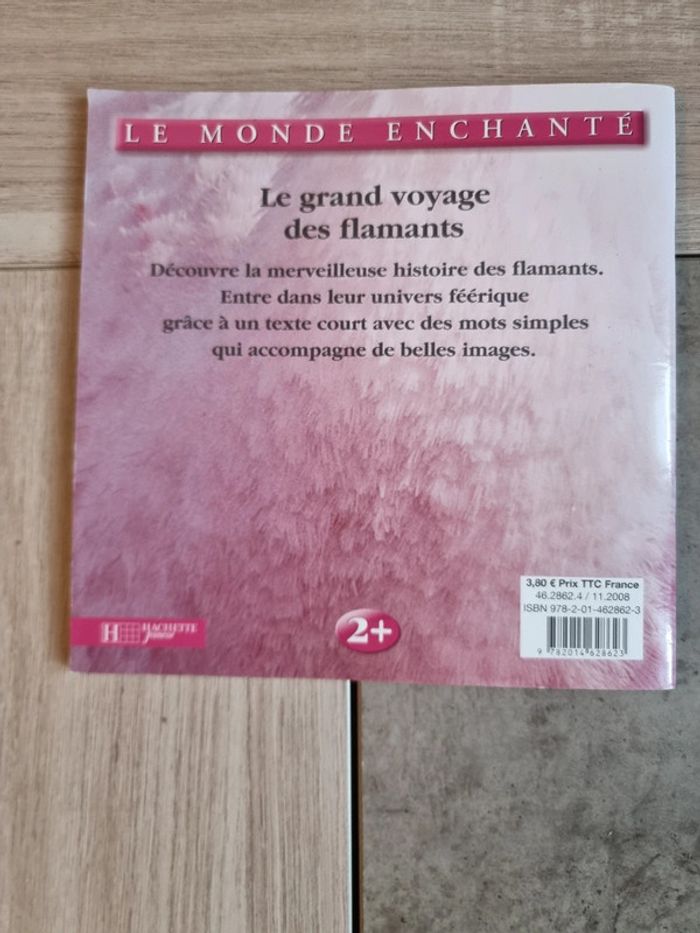 LE MONDE ENCHANTÉ
Le grand voyage
des flamants
Découvre la merveilleuse histoire des flamants.
Entre dans leur univers féérique
grâce à un texte court avec des mots simples
qui accompagne de belles images.
3,80 € Prix TTC France
46.2862.4 / 11.2008
ISBN 978-2-01-462862-3
9 782014 628623
H HACHETTE
Jeunesse
2+